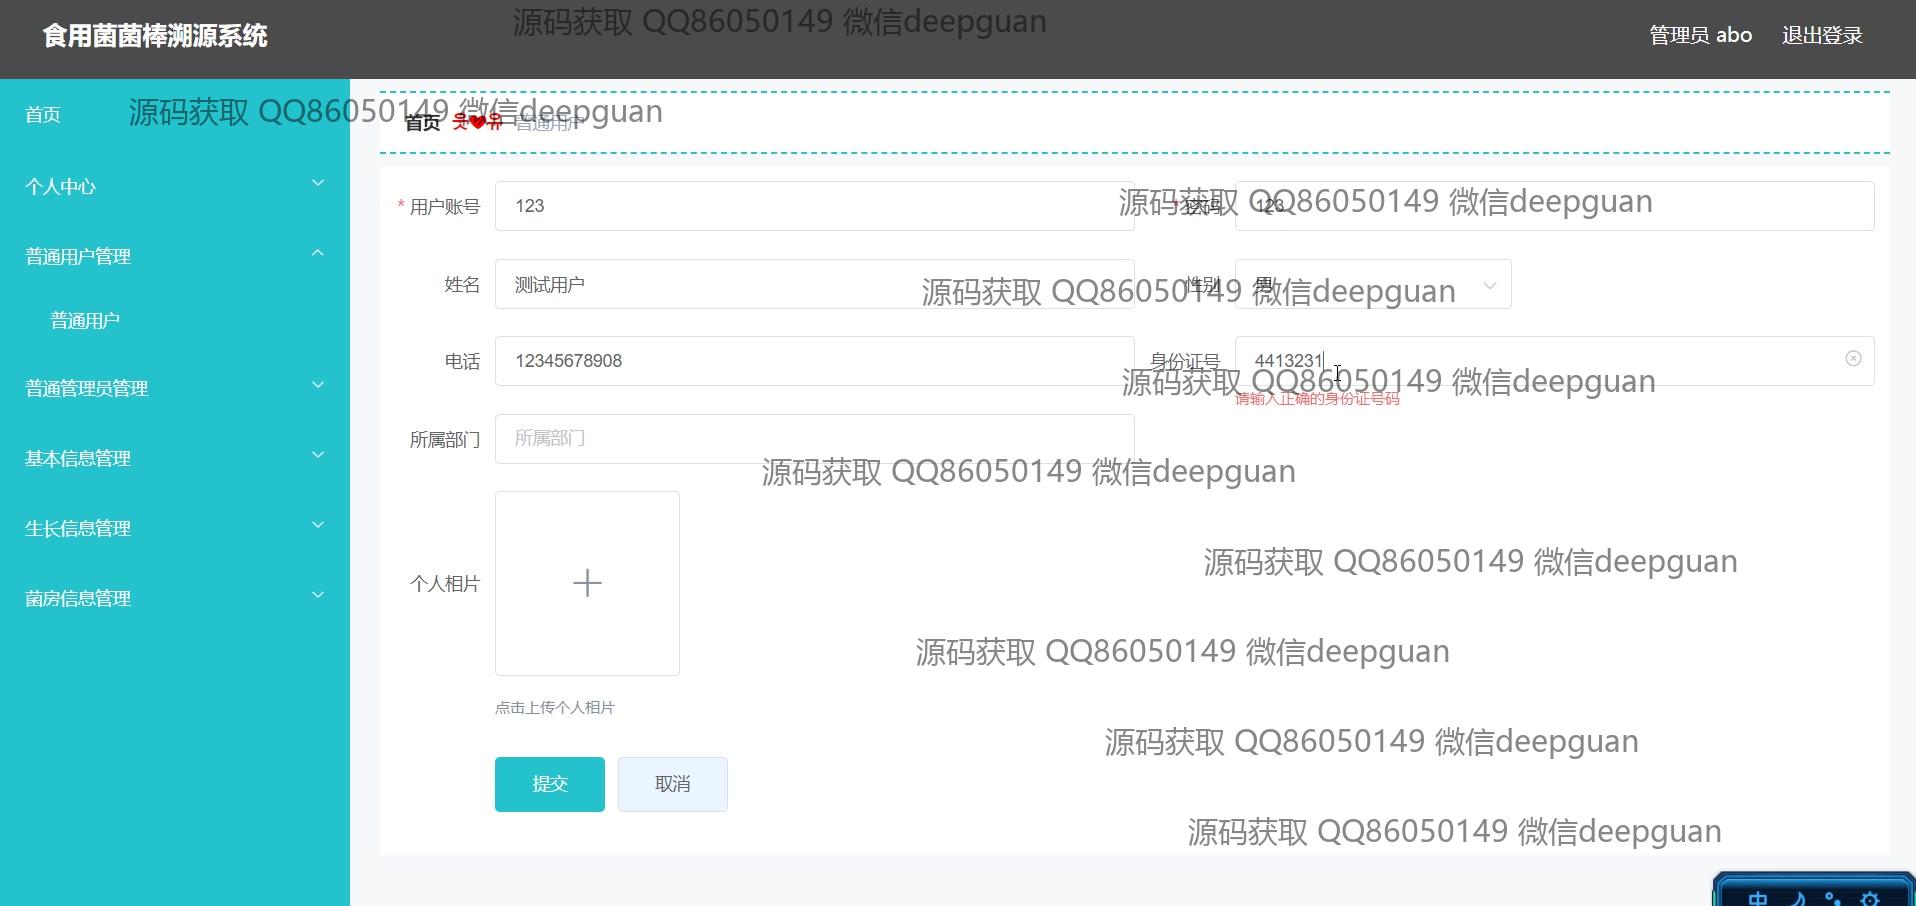 食用菌菌棒溯源系统
源码获取 QQ86050149 微信deepguan
管理员 abo
退出登录
首页
源码获取 QQ86050149 微信deepguan
首页 웃❤유 普通用户
个人中心
普通用户管理
普通用户
普通管理员管理
基本信息管理
生长信息管理
菌房信息管理
* 用户账号 123
* 密码 123
源码获取 QQ86050149 微信deepguan
姓名 测试用户
性别 男
源码获取 QQ86050149 微信deepguan
电话 12345678908
身份证号 4413231
源码获取 QQ86050149 微信deepguan
请输入正确的身份证号码
所属部门 所属部门
源码获取 QQ86050149 微信deepguan
源码获取 QQ86050149 微信deepguan
个人相片
源码获取 QQ86050149 微信deepguan
点击上传个人相片
源码获取 QQ86050149 微信deepguan
提交
取消
源码获取 QQ86050149 微信deepguan
中